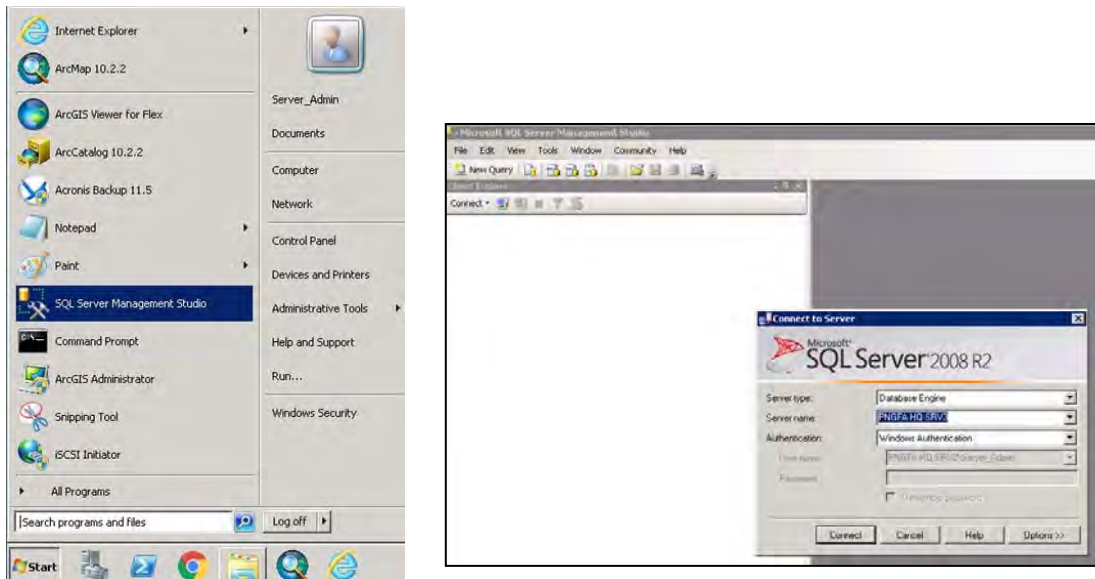 Internet Explorer
ArcMap 10.2.2
ArcGIS Viewer for Flex
ArcCatalog 10.2.2
Acronis Backup 11.5
Notepad
Paint
SQL Server Management Studio
Command Prompt
ArcGIS Administrator
Snipping Tool
iSCSI Initiator
All Programs
Search programs and files
Start
Server_Admin
Documents
Computer
Network
Control Panel
Devices and Printers
Administrative Tools
Help and Support
Run...
Windows Security
Log off
Microsoft SQL Server Management Studio
File Edit View Tools Window Community Help
New Query
Object Explorer
Connect
Connect to Server
Microsoft
SQL Server 2008 R2
Server type: Database Engine
Server name:
Authentication: Windows Authentication
User name:
Password:
Remember password
Connect Cancel Help Options >>